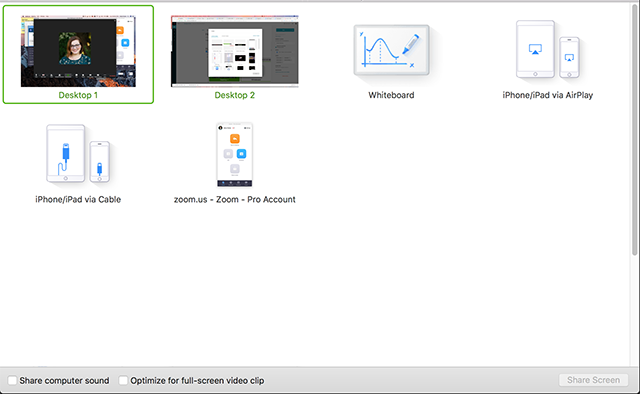 Desktop 1
Desktop 2
Whiteboard
iPhone/iPad via AirPlay
iPhone/iPad via Cable
zoom.us - Zoom - Pro Account
Share computer sound
Optimize for full-screen video clip
Share Screen